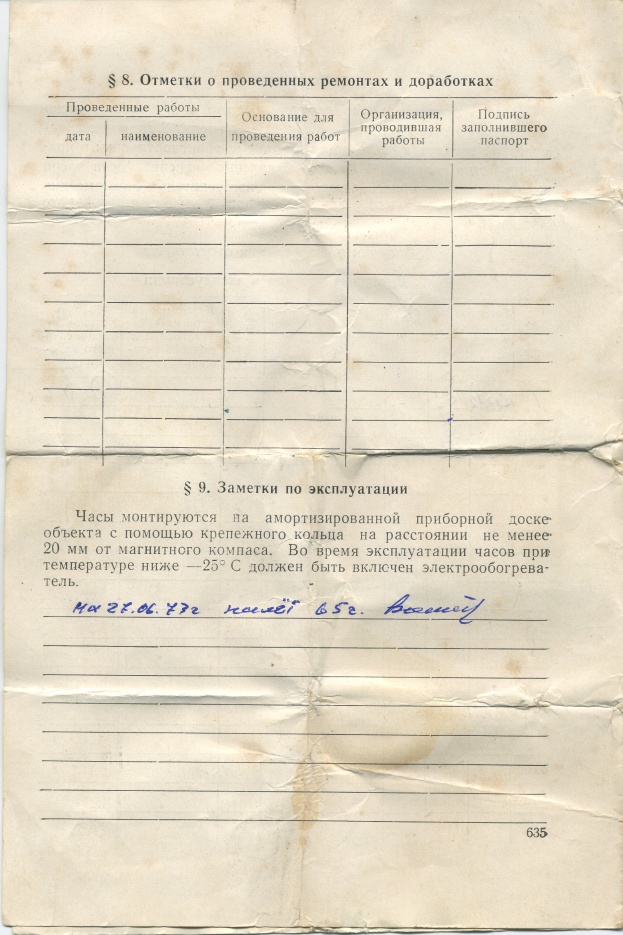 § 8. Отметки о проведенных ремонтах и доработках
Проведенные работы
дата
наименование
Основание для
проведения работ
Организация,
проводившая
работы
Подпись
заполнившего
паспорт
§ 9. Заметки по эксплуатации
Часы монтируются на амортизированной приборной доске
объекта с помощью крепежного кольца на расстоянии не менее
20 мм от магнитного компаса. Во время эксплуатации часов при
температуре ниже —25° С должен быть включен электрообогрева-
тель.
на 27.06.77г налёт 65г.
635